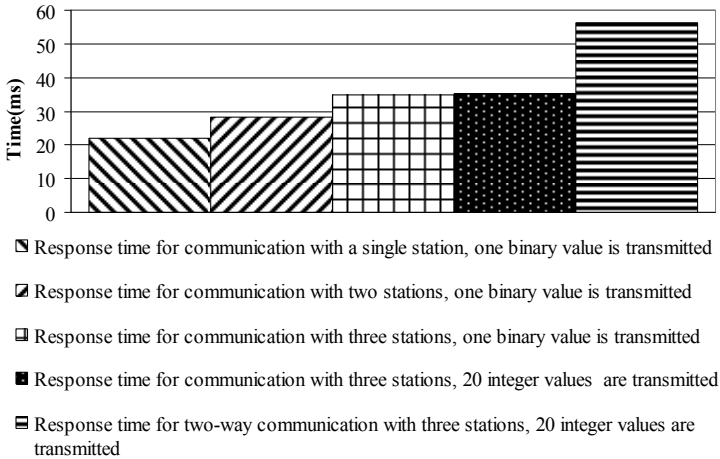 60
50
40
30
20
10
0
Time(ms)
Response time for communication with a single station, one binary value is transmitted
Response time for communication with two stations, one binary value is transmitted
Response time for communication with three stations, one binary value is transmitted
Response time for communication with three stations, 20 integer values are transmitted
Response time for two-way communication with three stations, 20 integer values are
transmitted